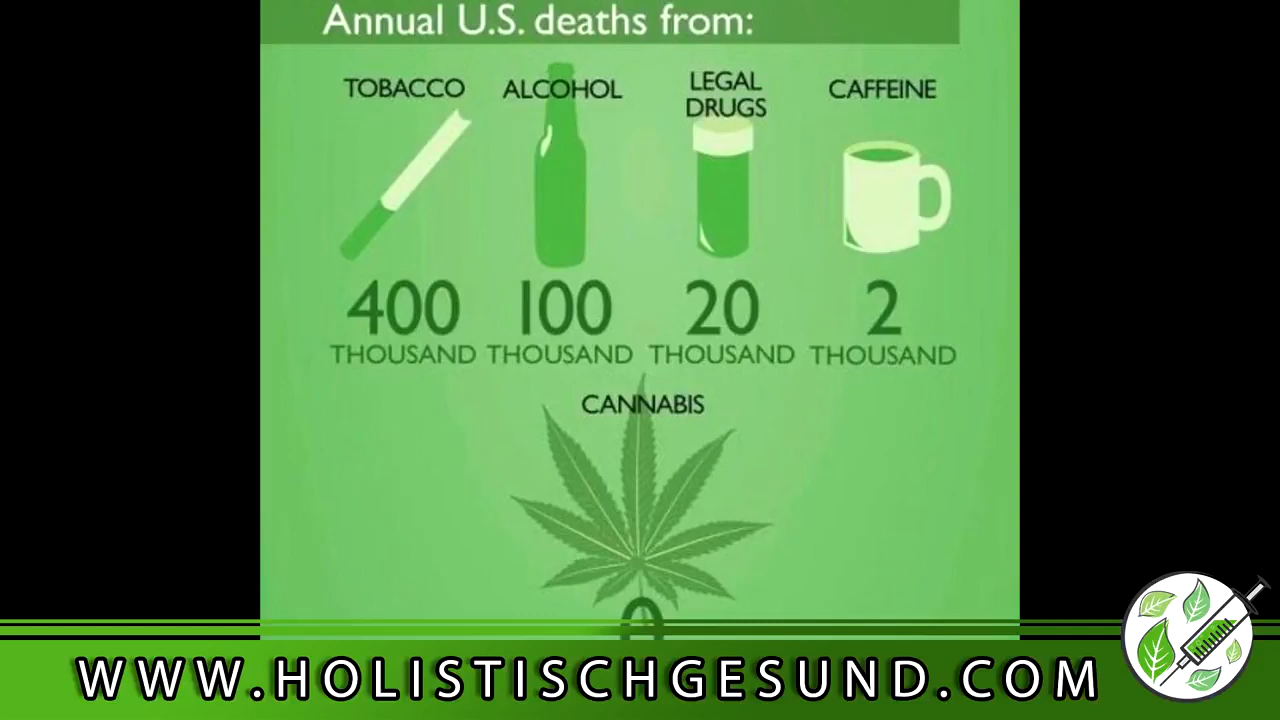 Annual U.S. deaths from:
TOBACCO ALCOHOL LEGAL DRUGS CAFFEINE
400 100 20 2
THOUSAND THOUSAND THOUSAND THOUSAND
CANNABIS
0
WWW.HOLISTISCHGESUND.COM